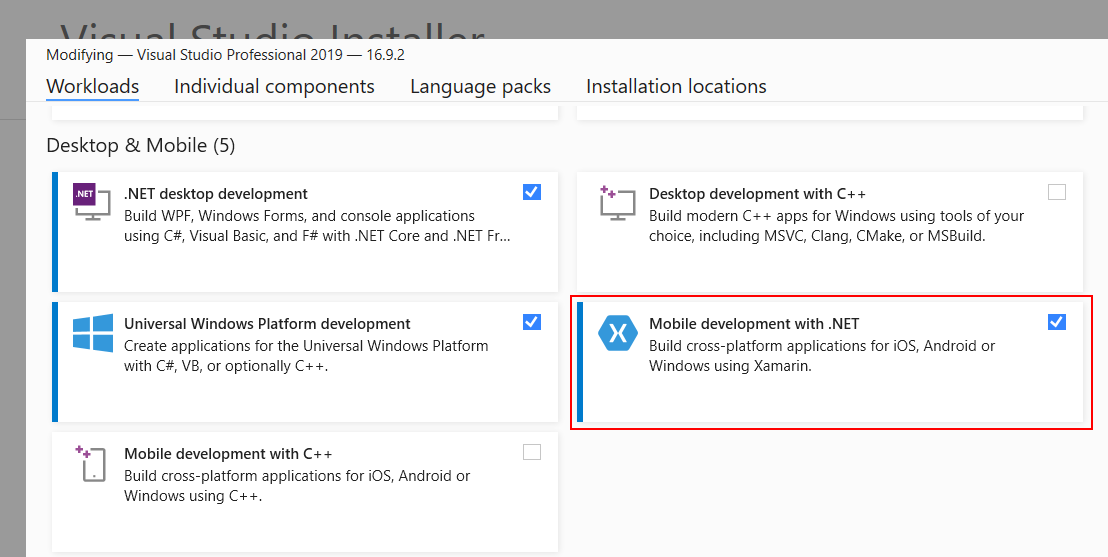 Visual Studio Installer
Modifying — Visual Studio Professional 2019 — 16.9.2
Workloads
Individual components
Language packs
Installation locations
Desktop & Mobile (5)
.NET
.NET desktop development
Build WPF, Windows Forms, and console applications
using C#, Visual Basic, and F# with .NET Core and .NET Fr...
Desktop development with C++
Build modern C++ apps for Windows using tools of your
choice, including MSVC, Clang, CMake, or MSBuild.
Universal Windows Platform development
Create applications for the Universal Windows Platform
with C#, VB, or optionally C++.
Mobile development with .NET
Build cross-platform applications for iOS, Android or
Windows using Xamarin.
Mobile development with C++
Build cross-platform applications for iOS, Android or
Windows using C++.